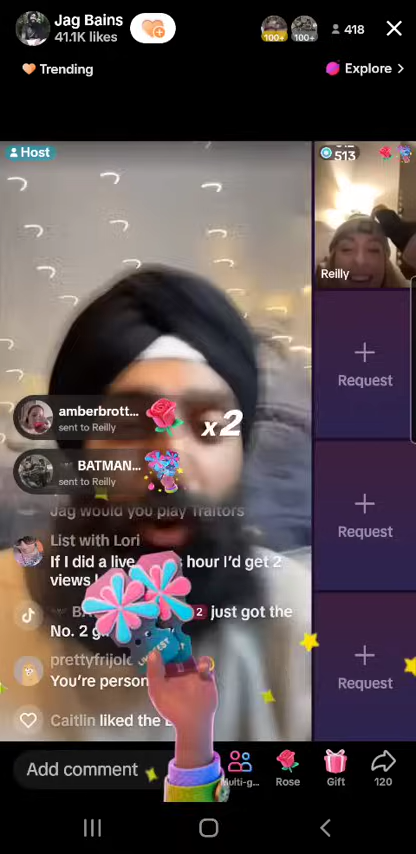 Jag Bains
41.1K likes
100+
100+
418
Trending
Explore >
Host
513
Reilly
Request
Request
Request
amberbrott...
sent to Reilly
x2
BATMAN...
sent to Reilly
Jag would you play Traitors
List with Lori
If I did a live hour I'd get 2
views
2 just got the
No. 2
prettyfrijol
You're person
Caitlin liked the
Add comment
Multi-g...
Rose
Gift
120